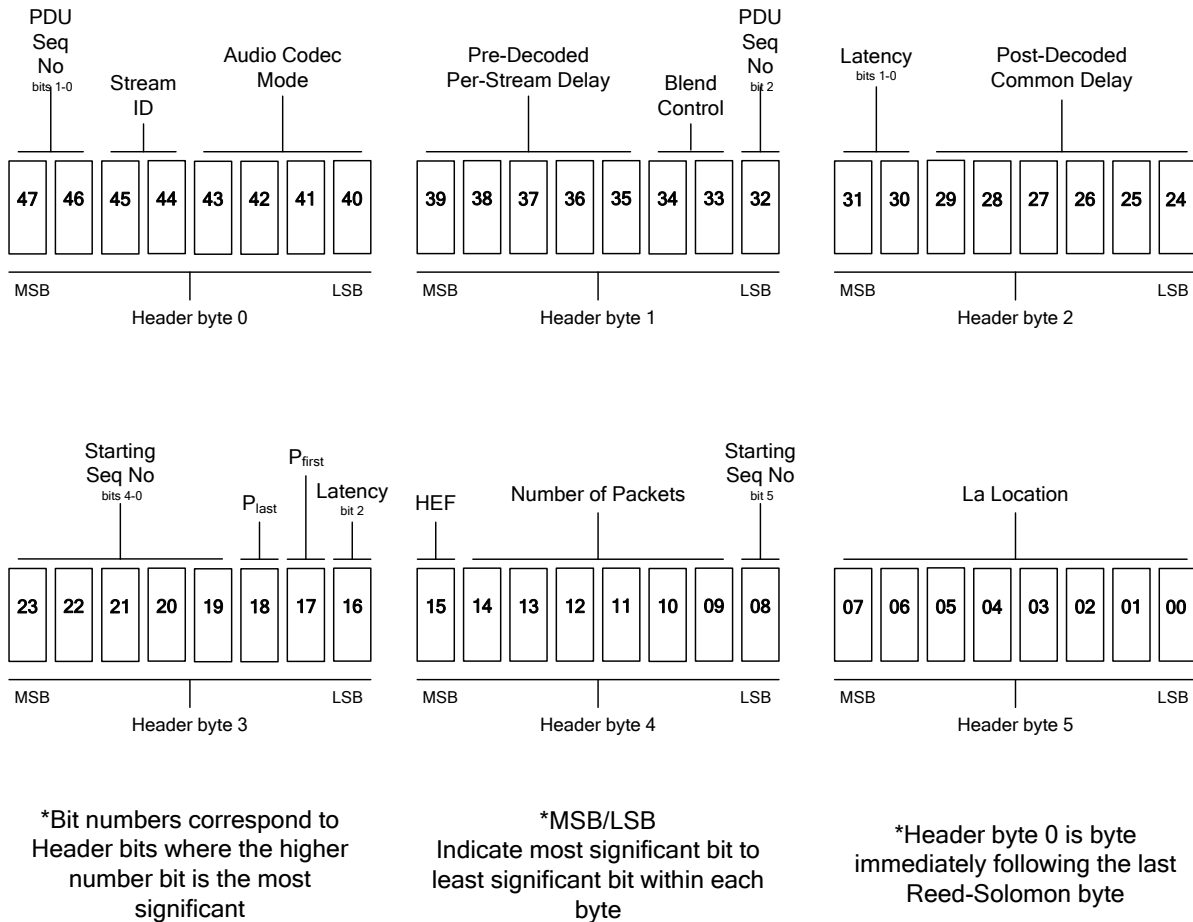 PDU
Seq
No
bits 1-0
Stream
ID
Audio Codec
Mode
47 46 45 44 43 42 41 40
MSB LSB
Header byte 0
Pre-Decoded
Per-Stream Delay
Blend
Control
PDU
Seq
No
bit 2
39 38 37 36 35 34 33 32
MSB LSB
Header byte 1
Latency
bits 1-0
Post-Decoded
Common Delay
31 30 29 28 27 26 25 24
MSB LSB
Header byte 2
Starting
Seq No
bits 4-0
Plast
Pfirst
Latency
bit 2
23 22 21 20 19 18 17 16
MSB LSB
Header byte 3
HEF
Number of Packets
Starting
Seq No
bit 5
15 14 13 12 11 10 09 08
MSB LSB
Header byte 4
La Location
07 06 05 04 03 02 01 00
MSB LSB
Header byte 5
*Bit numbers correspond to
Header bits where the higher
number bit is the most
significant
*MSB/LSB
Indicate most significant bit to
least significant bit within each
byte
*Header byte 0 is byte
immediately following the last
Reed-Solomon byte